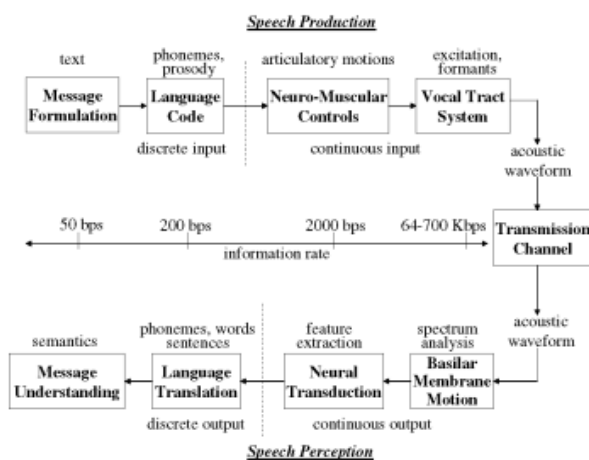 Speech Production
text
phonemes,
prosody
articulatory motions
excitation,
formants
Message
Formulation
Language
Code
Neuro-Muscular
Controls
Vocal Tract
System
discrete input
continuous input
acoustic
waveform
50 bps
200 bps
2000 bps
64-700 Kbps
information rate
Transmission
Channel
acoustic
waveform
semantics
phonemes, words
sentences
feature
extraction
spectrum
analysis
Message
Understanding
Language
Translation
Neural
Transduction
Basilar
Membrane
Motion
discrete output
continuous output
Speech Perception